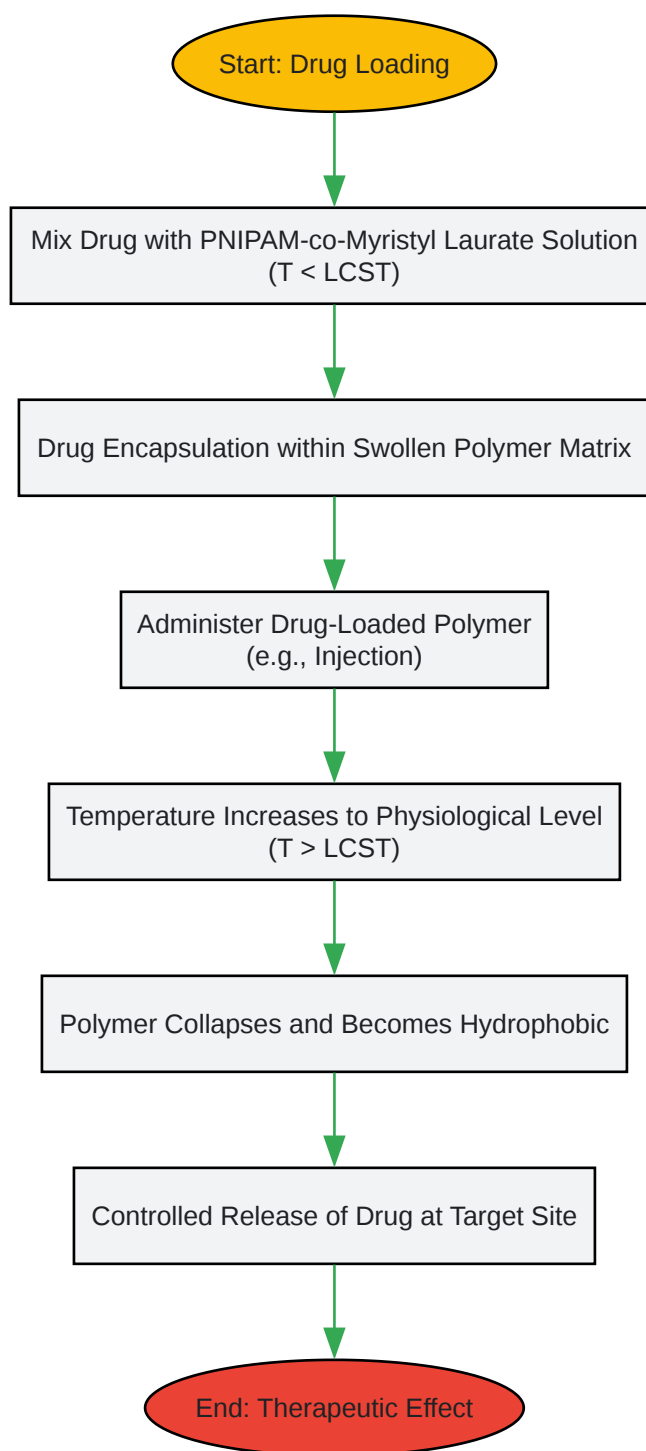 Start: Drug Loading
Mix Drug with PNIPAM-co-Myristyl Laurate Solution
(T < LCST)
Drug Encapsulation within Swollen Polymer Matrix
Administer Drug-Loaded Polymer
(e.g., Injection)
Temperature Increases to Physiological Level
(T > LCST)
Polymer Collapses and Becomes Hydrophobic
Controlled Release of Drug at Target Site
End: Therapeutic Effect